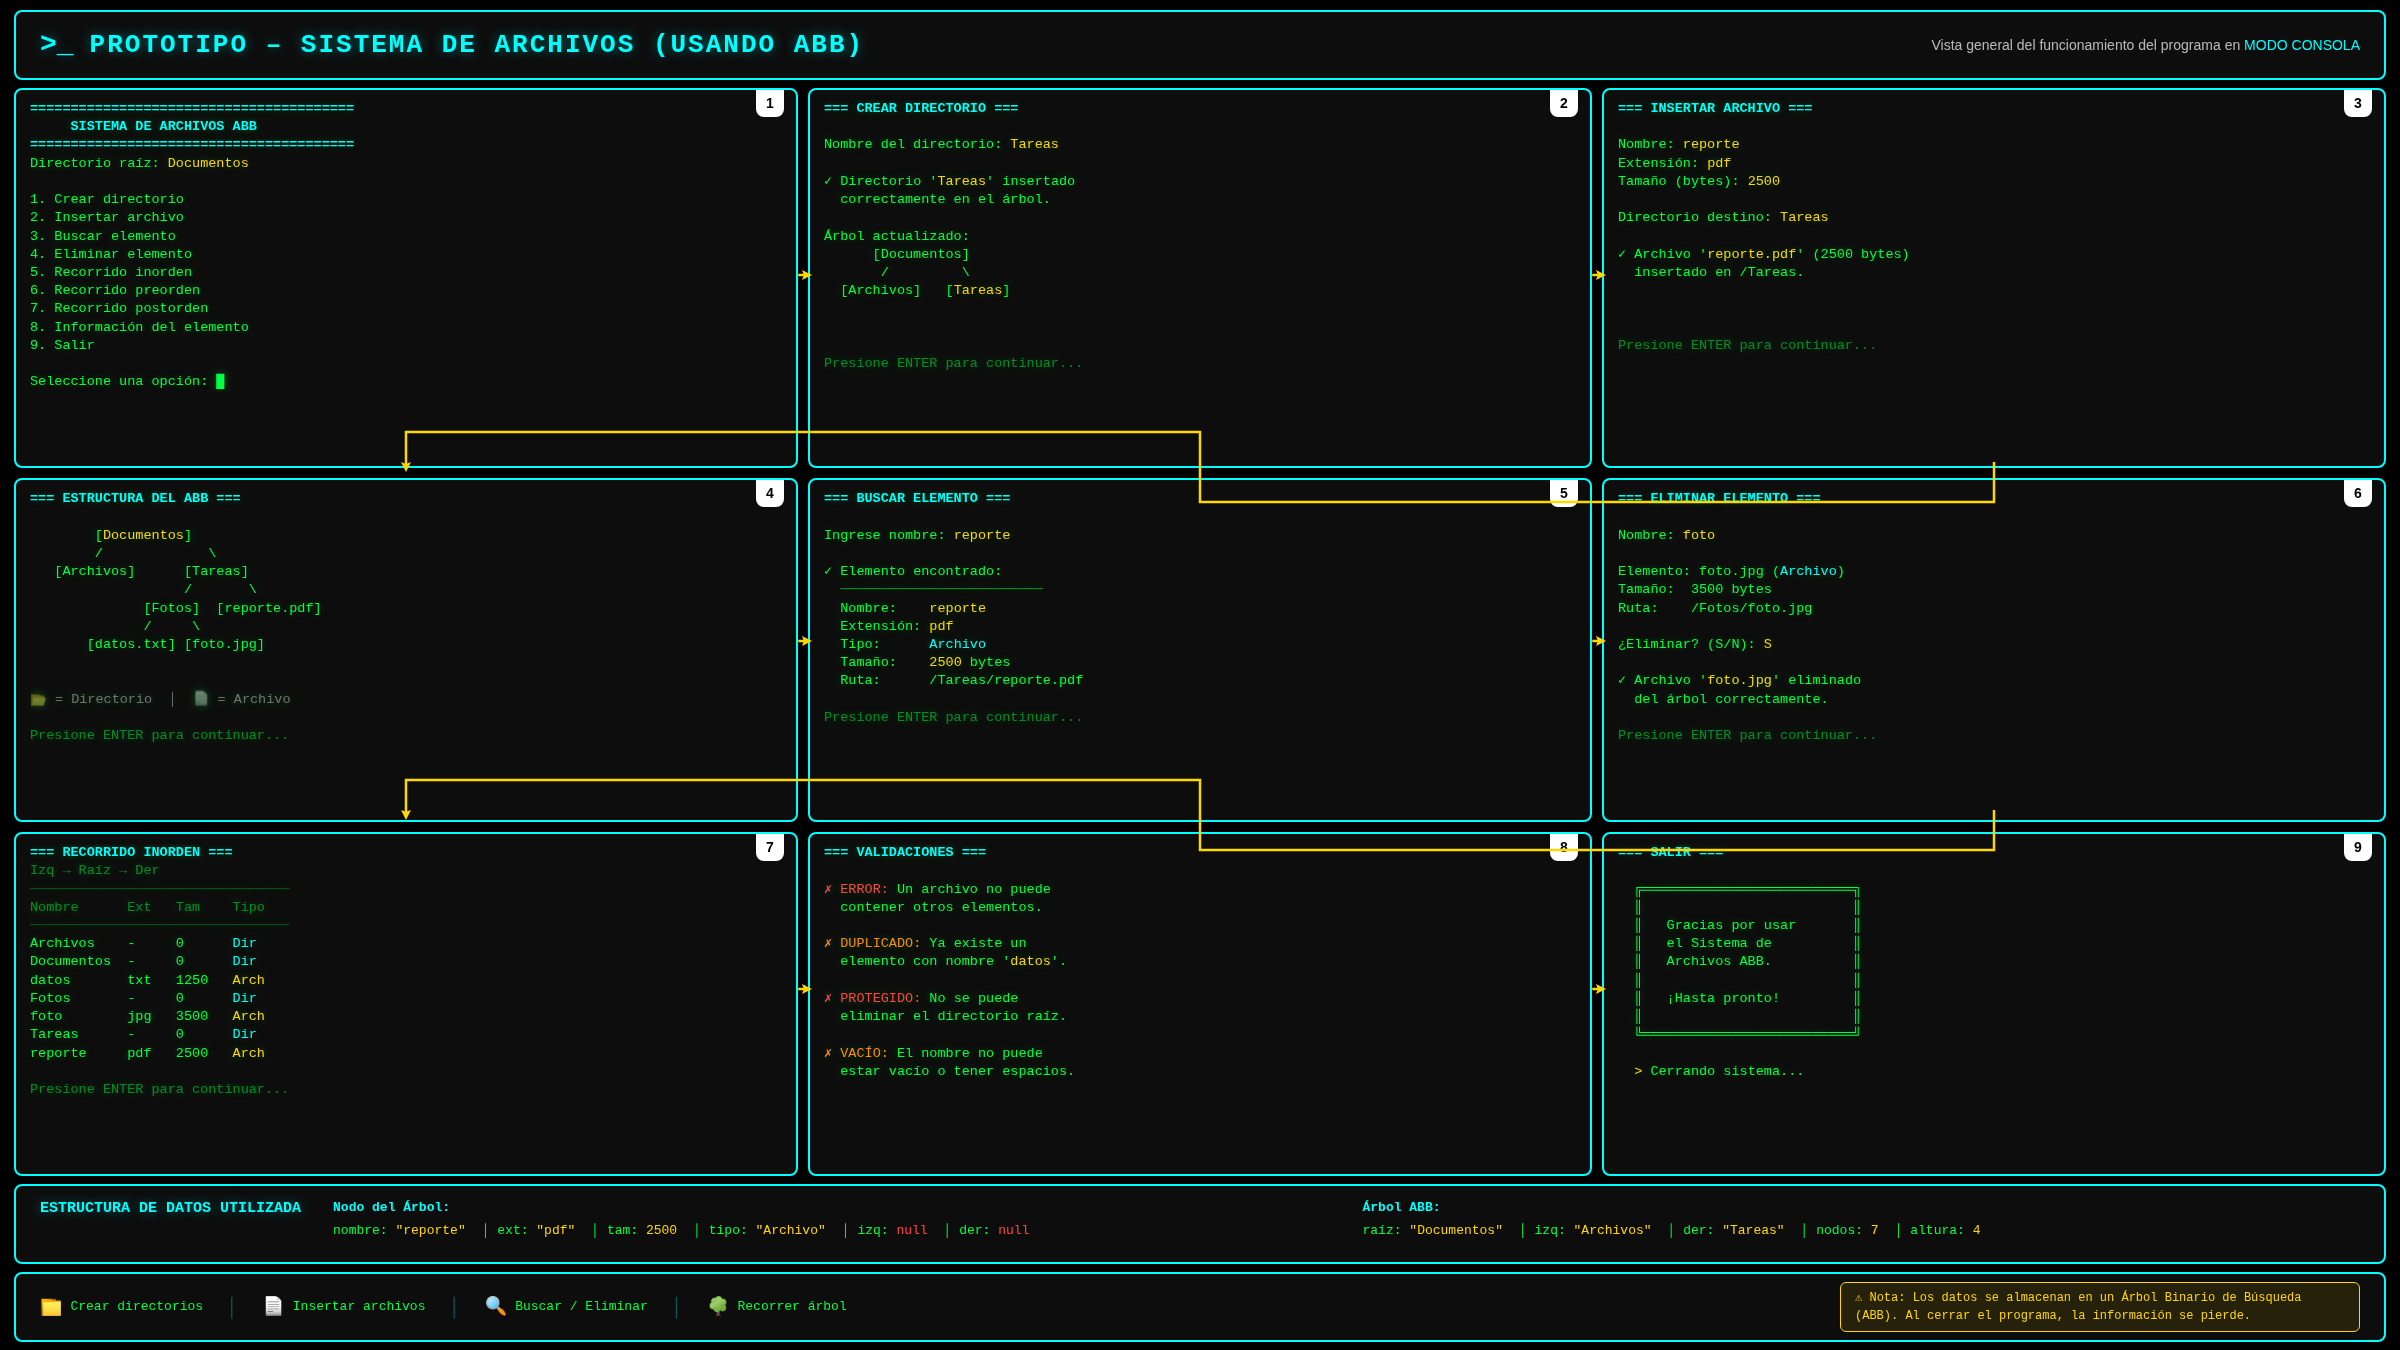 >_ PROTOTIPO – SISTEMA DE ARCHIVOS (USANDO ABB)
Vista general del funcionamiento del programa en MODO CONSOLA
1
========================================
SISTEMA DE ARCHIVOS ABB
========================================
Directorio raíz: Documentos
1. Crear directorio
2. Insertar archivo
3. Buscar elemento
4. Eliminar elemento
5. Recorrido inorden
6. Recorrido preorden
7. Recorrido postorden
8. Información del elemento
9. Salir
Seleccione una opción: █
2
=== CREAR DIRECTORIO ===
Nombre del directorio: Tareas
✓ Directorio 'Tareas' insertado
correctamente en el árbol.
Árbol actualizado:
[Documentos]
/ \
[Archivos] [Tareas]
Presione ENTER para continuar...
3
=== INSERTAR ARCHIVO ===
Nombre: reporte
Extensión: pdf
Tamaño (bytes): 2500
Directorio destino: Tareas
✓ Archivo 'reporte.pdf' (2500 bytes)
insertado en /Tareas.
Presione ENTER para continuar...
4
=== ESTRUCTURA DEL ABB ===
[Documentos]
/ \
[Archivos] [Tareas]
/ \
[Fotos] [reporte.pdf]
/ \
[datos.txt] [foto.jpg]
📂 = Directorio │ 📄 = Archivo
Presione ENTER para continuar...
5
=== BUSCAR ELEMENTO ===
Ingrese nombre: reporte
✓ Elemento encontrado:
─────────────────────────
Nombre: reporte
Extensión: pdf
Tipo: Archivo
Tamaño: 2500 bytes
Ruta: /Tareas/reporte.pdf
Presione ENTER para continuar...
6
=== ELIMINAR ELEMENTO ===
Nombre: foto
Elemento: foto.jpg (Archivo)
Tamaño: 3500 bytes
Ruta: /Fotos/foto.jpg
¿Eliminar? (S/N): S
✓ Archivo 'foto.jpg' eliminado
del árbol correctamente.
Presione ENTER para continuar...
7
=== RECORRIDO INORDEN ===
Izq → Raíz → Der
────────────────────────────────
Nombre Ext Tam Tipo
────────────────────────────────
Archivos - 0 Dir
Documentos - 0 Dir
datos txt 1250 Arch
Fotos - 0 Dir
foto jpg 3500 Arch
Tareas - 0 Dir
reporte pdf 2500 Arch
Presione ENTER para continuar...
8
=== VALIDACIONES ===
✗ ERROR: Un archivo no puede
contener otros elementos.
✗ DUPLICADO: Ya existe un
elemento con nombre 'datos'.
✗ PROTEGIDO: No se puede
eliminar el directorio raíz.
✗ VACÍO: El nombre no puede
estar vacío o tener espacios.
9
=== SALIR ===
Gracias por usar
el Sistema de
Archivos ABB.
¡Hasta pronto!
> Cerrando sistema...
ESTRUCTURA DE DATOS UTILIZADA
Nodo del Árbol:
nombre: "reporte" │ ext: "pdf" │ tam: 2500 │ tipo: "Archivo" │ izq: null │ der: null
Árbol ABB:
raíz: "Documentos" │ izq: "Archivos" │ der: "Tareas" │ nodos: 7 │ altura: 4
📁 Crear directorios │ 📄 Insertar archivos │ 🔍 Buscar / Eliminar │ 🌳 Recorrer árbol
⚠ Nota: Los datos se almacenan en un Árbol Binario de Búsqueda
(ABB). Al cerrar el programa, la información se pierde.